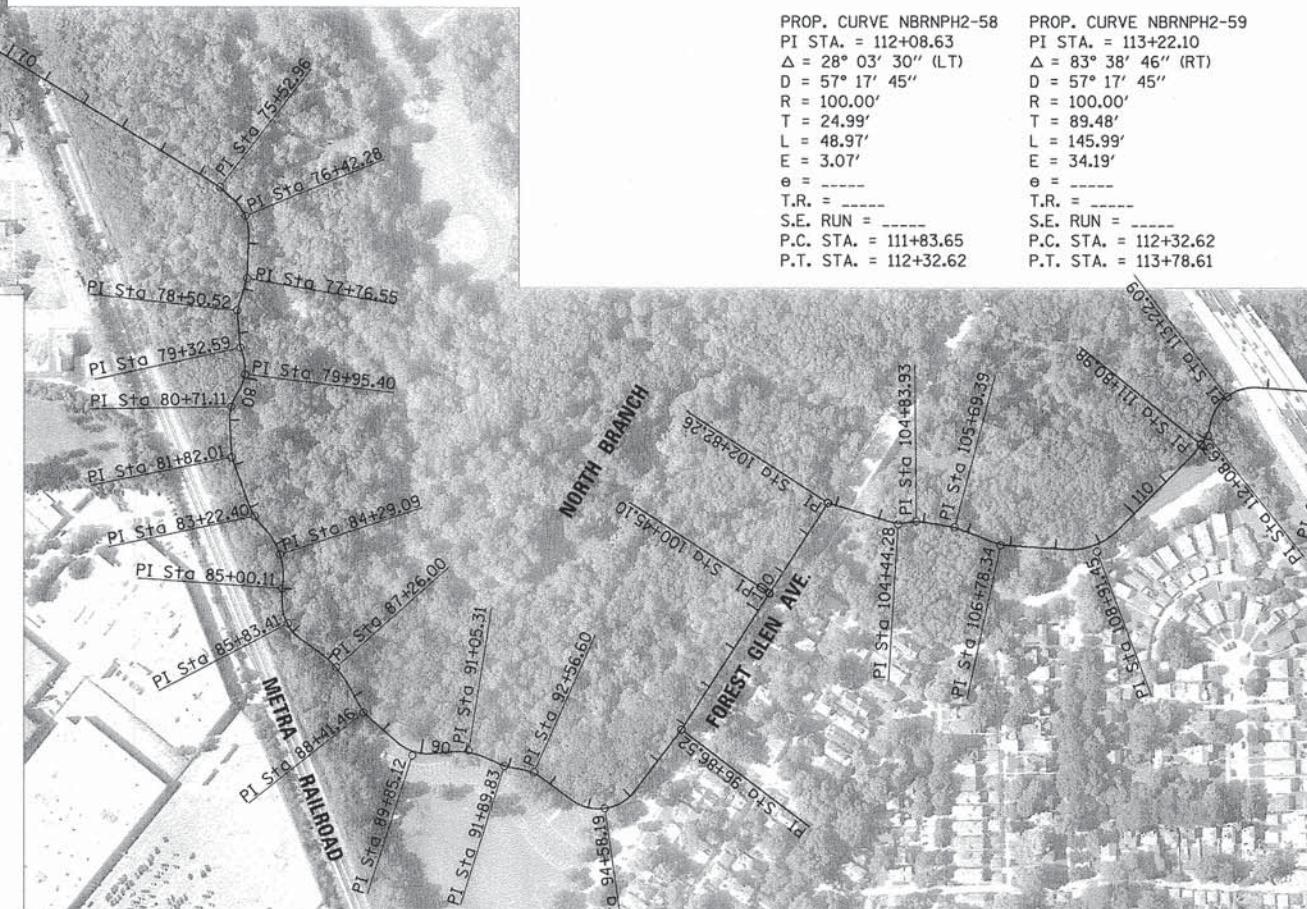 PROP. CURVE NBRNPH2-58
PI STA. = 112+08.63
Δ = 28° 03' 30" (LT)
D = 57° 17' 45"
R = 100.00'
T = 24.99'
L = 48.97'
E = 3.07'
e = -----
T.R. = -----
S.E. RUN = -----
P.C. STA. = 111+83.65
P.T. STA. = 112+32.62
PROP. CURVE NBRNPH2-59
PI STA. = 113+22.10
Δ = 83° 38' 46" (RT)
D = 57° 17' 45"
R = 100.00'
T = 89.48'
L = 145.99'
E = 34.19'
e = -----
T.R. = -----
S.E. RUN = -----
P.C. STA. = 112+32.62
P.T. STA. = 113+78.61
70
PI Sta 75+52.96
PI Sta 76+42.28
PI Sta 77+76.55
PI Sta 78+50.52
PI Sta 79+32.59
PI Sta 79+95.40
80
PI Sta 80+71.11
PI Sta 81+82.01
PI Sta 83+22.40
PI Sta 84+29.09
PI Sta 85+00.11
PI Sta 85+83.41
PI Sta 87+26.00
PI Sta 88+41.46
PI Sta 89+85.12
90
PI Sta 91+05.31
PI Sta 91+89.83
PI Sta 92+56.60
a 94+58.19
PI Sta 96+86.52
100
PI Sta 100+45.10
PI Sta 102+82.26
PI Sta 104+44.28
PI Sta 104+83.93
PI Sta 105+69.39
PI Sta 106+78.34
PI Sta 108+91.45
110
PI Sta 111+80.98
PI Sta 112+08.63
PI Sta 113+22.09
PI
NORTH BRANCH
FOREST GLEN AVE.
METRA RAILROAD